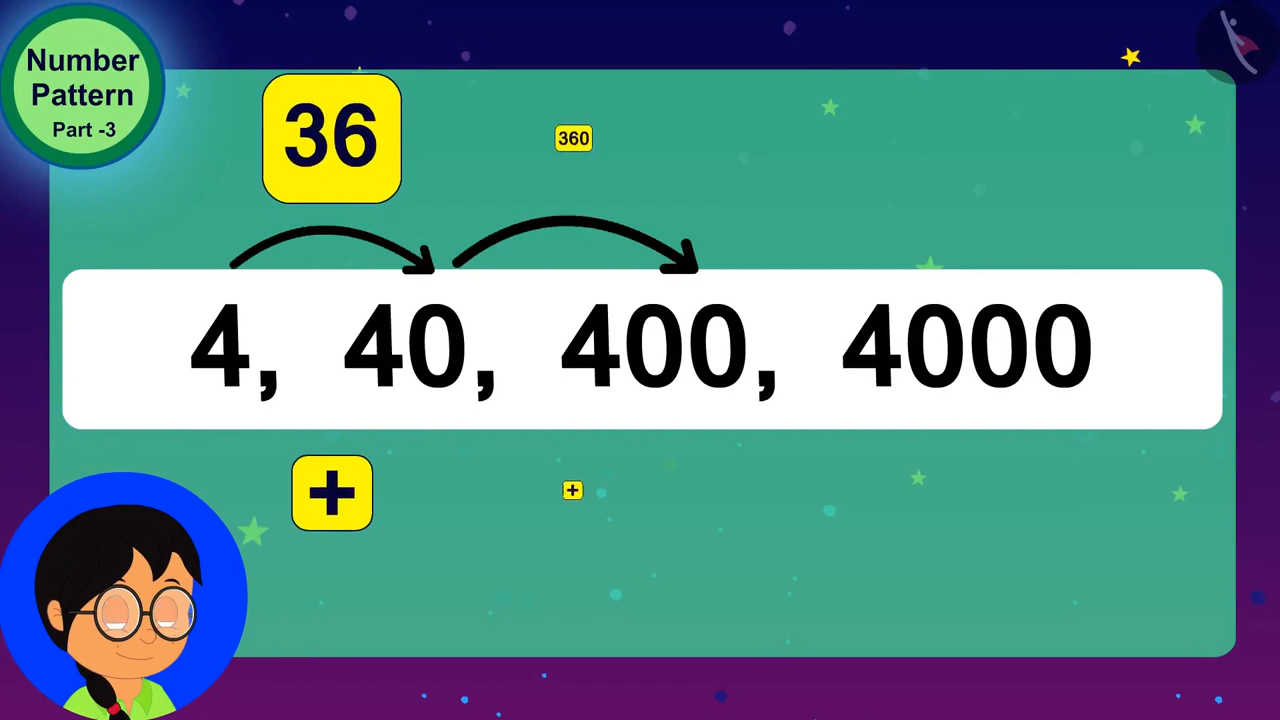 Number
Pattern
Part -3
36
360
4, 40, 400, 4000
+
+